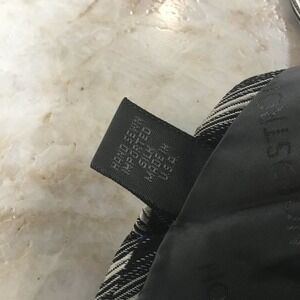 HAND SEWN
IMPORTED
SILK
MADE IN
U.S.A.